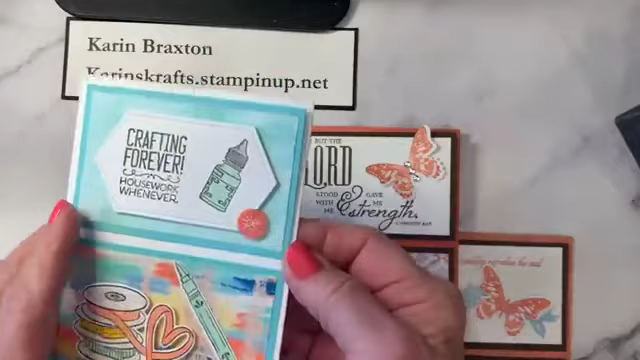 Karin Braxton
Karinskrafts.stampinup.net
CRAFTING
FOREVER!
HOUSEWORK
WHENEVER
BUT THE
LORD
STOOD GAVE
WITH ME
ME & strength.